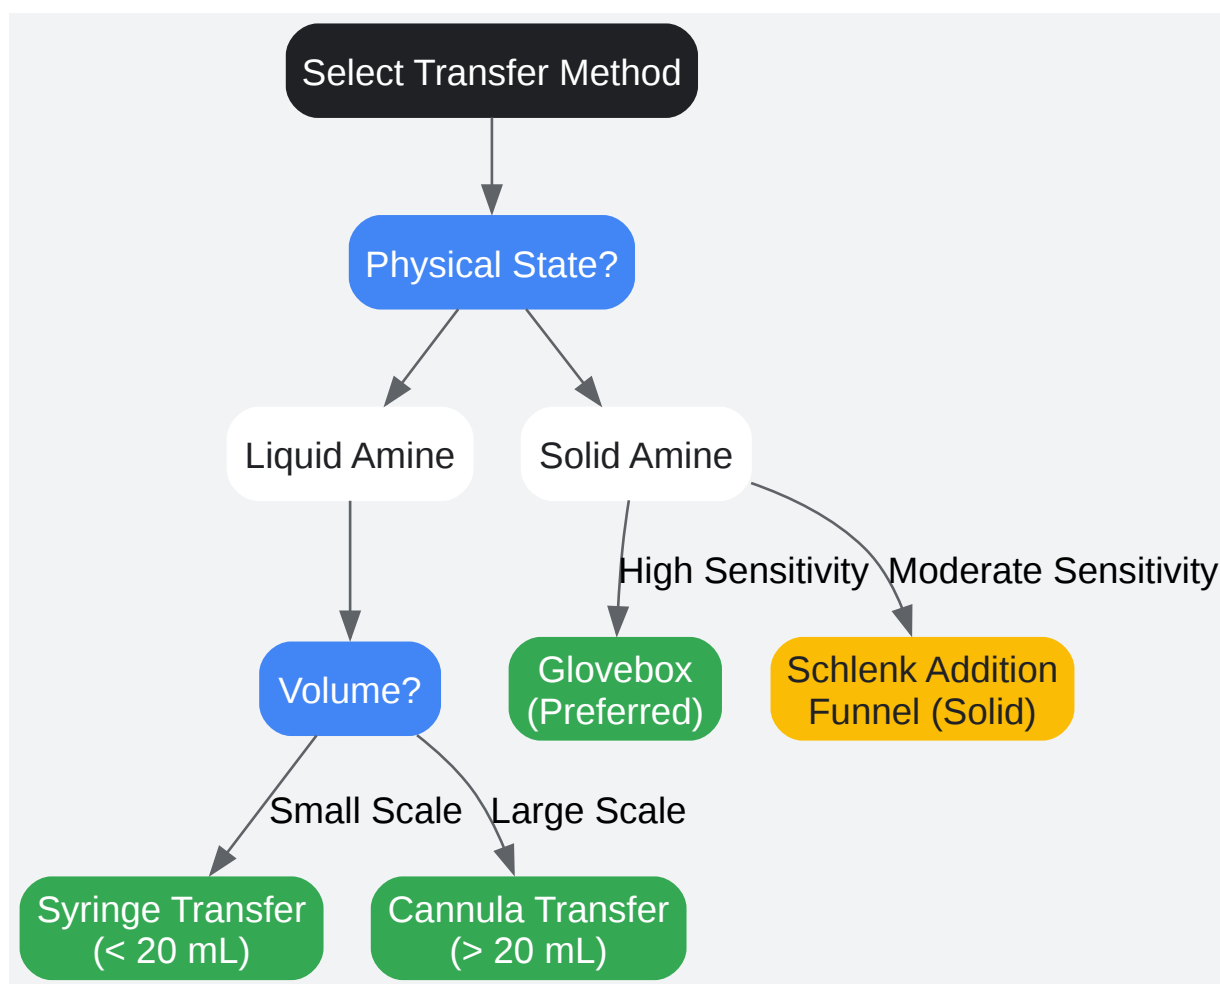 Select Transfer Method
Physical State?
Liquid Amine
Solid Amine
High Sensitivity
Moderate Sensitivity
Volume?
Glovebox
(Preferred)
Schlenk Addition
Funnel (Solid)
Small Scale
Large Scale
Syringe Transfer
(< 20 mL)
Cannula Transfer
(> 20 mL)